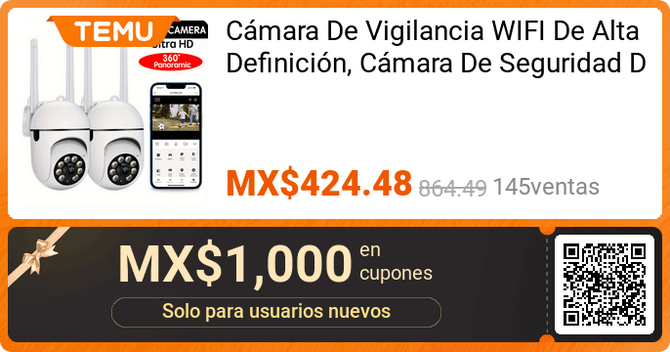 TEMU
CAMERA
Ultra HD
360°
Panoramic
Cámara De Vigilancia WIFI De Alta
Definición, Cámara De Seguridad D
MX$424.48 864.49 145ventas
MX$1,000 en
cupones
Solo para usuarios nuevos